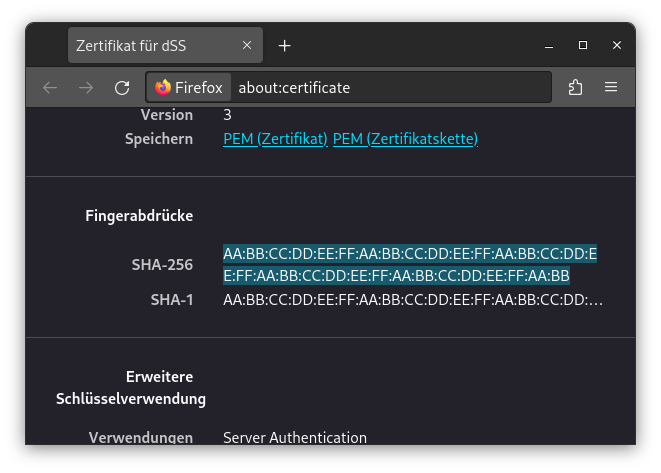 Zertifikat für dSS
Firefox about:certificate
Version 3
Speichern PEM (Zertifikat) PEM (Zertifikatskette)
Fingerabdrücke
SHA-256 AA:BB:CC:DD:EE:FF:AA:BB:CC:DD:EE:FF:AA:BB:CC:DD:E
E:FF:AA:BB:CC:DD:EE:FF:AA:BB:CC:DD:EE:FF:AA:BB
SHA-1 AA:BB:CC:DD:EE:FF:AA:BB:CC:DD:EE:FF:AA:BB:CC:DD:…
Erweitere
Schlüsselverwendung
Verwendungen Server Authentication